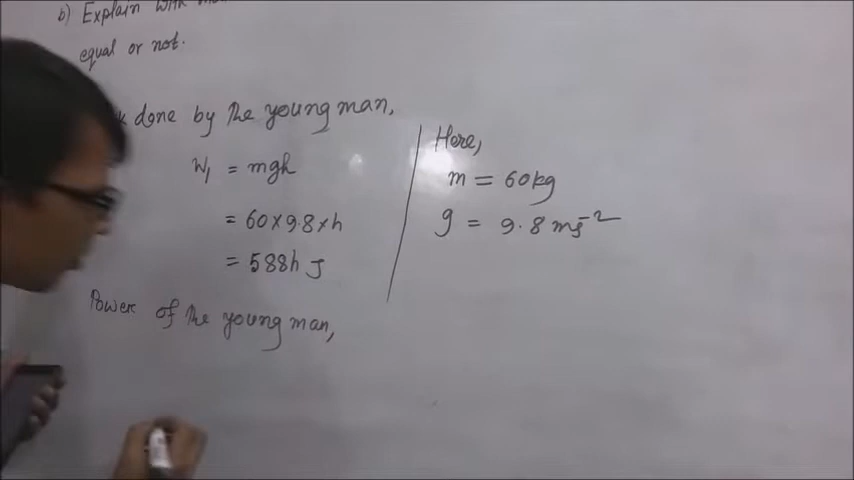 b) Explain with
equal or not.
done by the young man,
W₁ = mgh
= 60 x 9.8 x h
= 588h J
Power of the young man,
Here,
m = 60kg
g = 9.8 ms⁻²